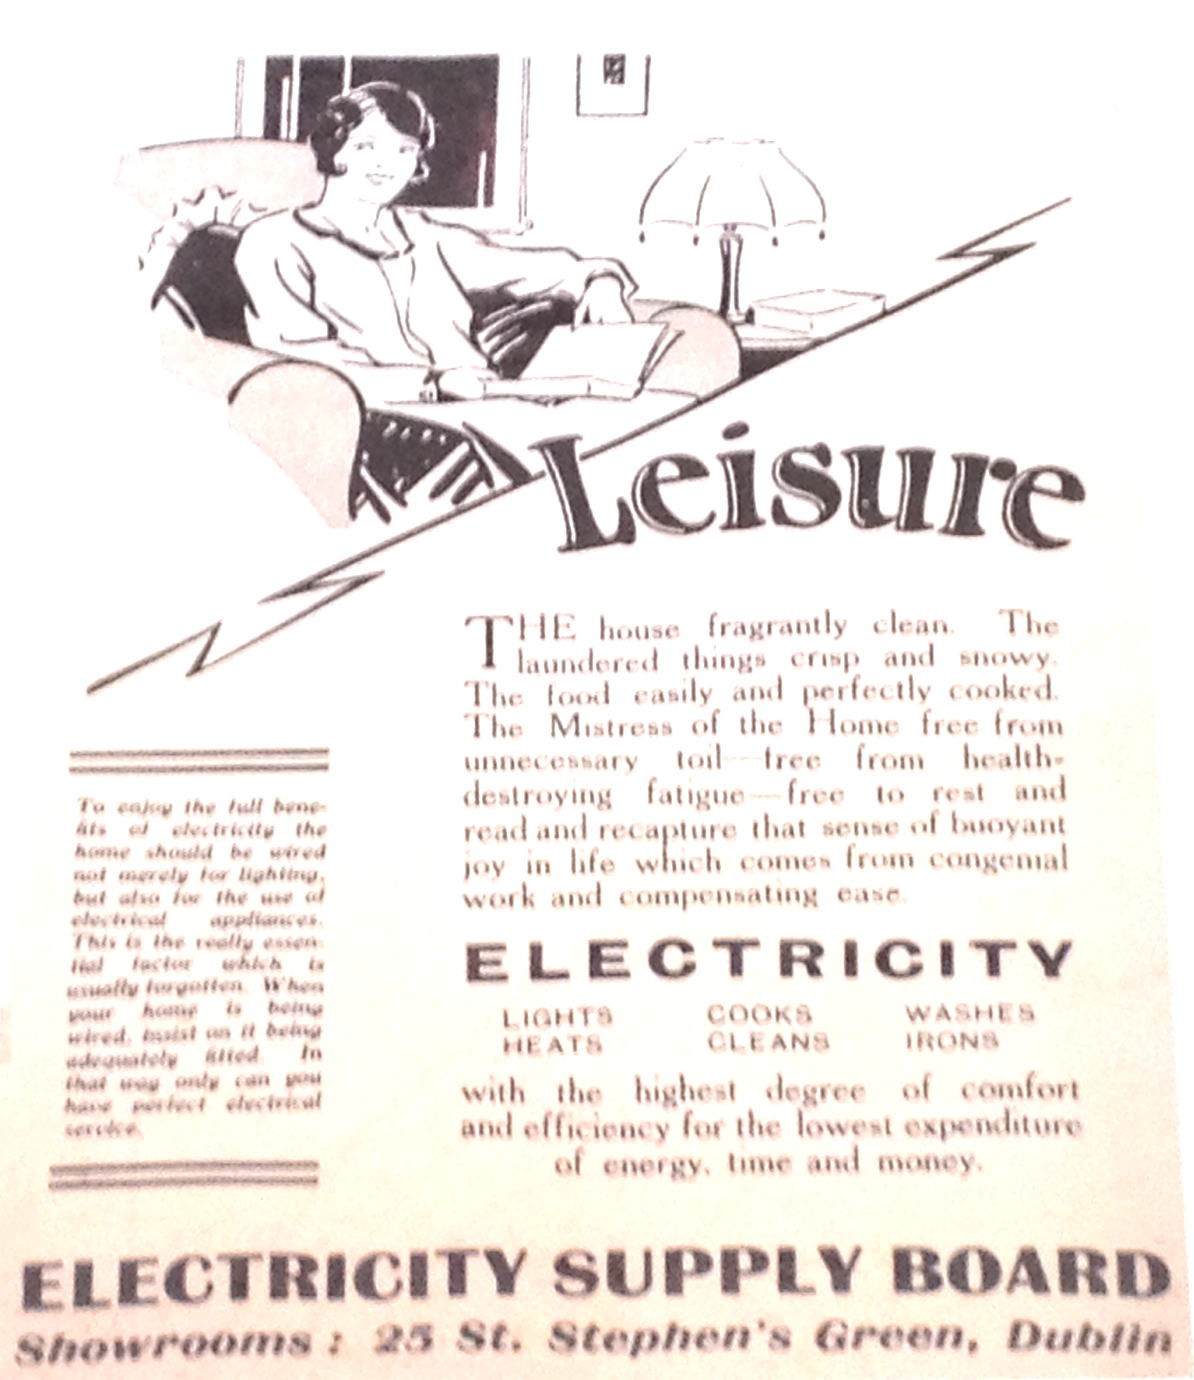 Leisure
THE house fragrantly clean. The
laundered things crisp and snowy.
The food easily and perfectly cooked.
The Mistress of the Home free from
unnecessary toil—free from health-
destroying fatigue—free to rest and
read and recapture that sense of buoyant
joy in life which comes from congenial
work and compensating ease.
ELECTRICITY
LIGHTS COOKS WASHES
HEATS CLEANS IRONS
with the highest degree of comfort
and efficiency for the lowest expenditure
of energy, time and money.
To enjoy the full bene-
fits of electricity the
home should be wired
not merely for lighting,
but also for the use of
electrical appliances.
This is the really essen-
tial factor which is
usually forgotten. When
your home is being
wired, insist on it being
adequately fitted. In
that way only can you
have perfect electrical
service.
ELECTRICITY SUPPLY BOARD
Showrooms : 25 St. Stephen's Green, Dublin